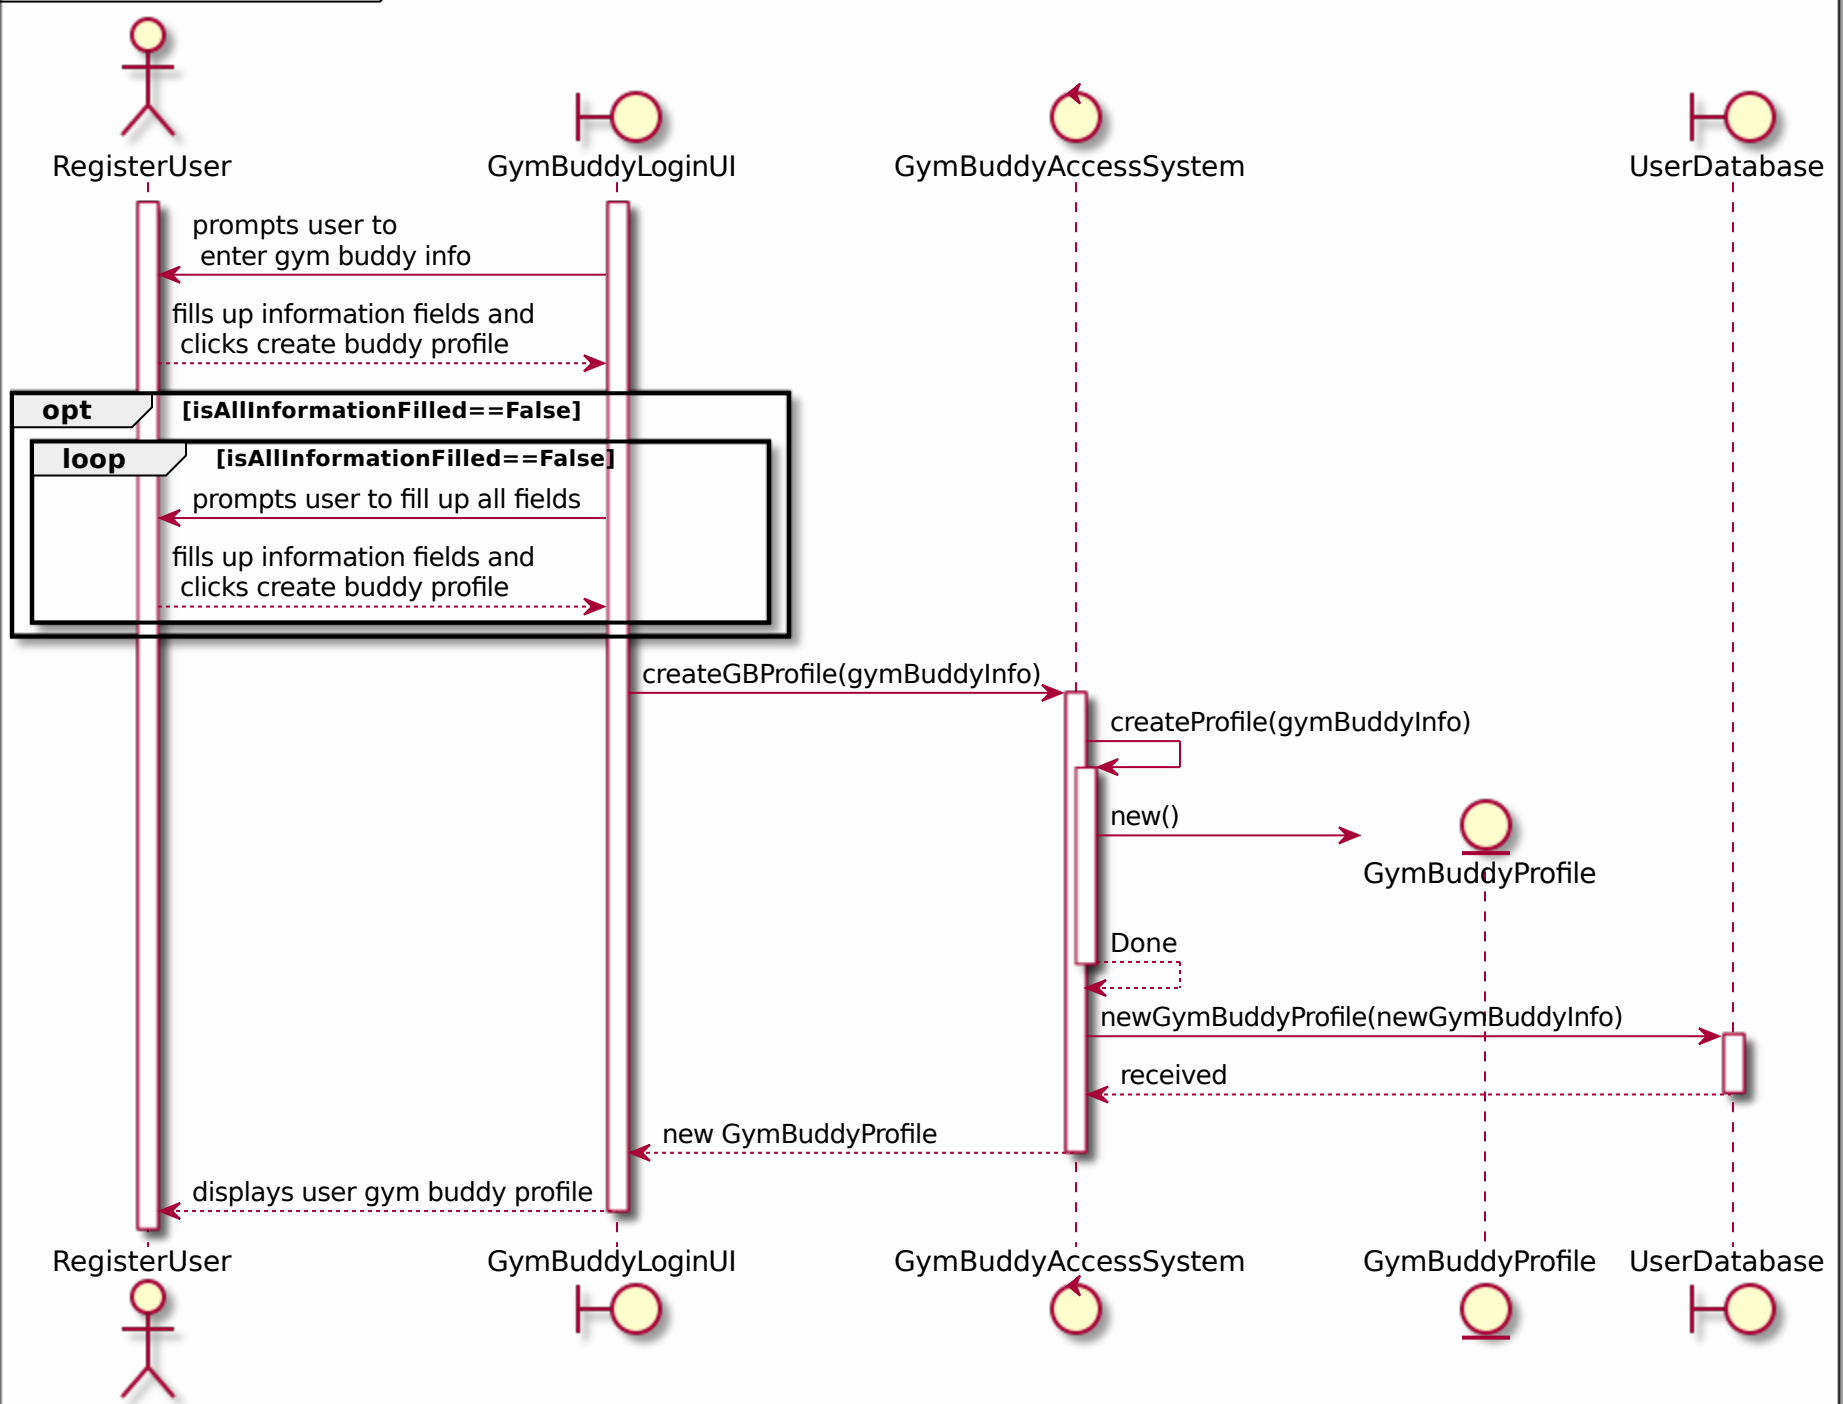 RegisterUser
GymBuddyLoginUI
GymBuddyAccessSystem
UserDatabase
prompts user to
enter gym buddy info
fills up information fields and
clicks create buddy profile
opt
[isAllInformationFilled==False]
loop
[isAllInformationFilled==False]
prompts user to fill up all fields
fills up information fields and
clicks create buddy profile
createGBProfile(gymBuddyInfo)
createProfile(gymBuddyInfo)
new()
GymBuddyProfile
Done
newGymBuddyProfile(newGymBuddyInfo)
received
new GymBuddyProfile
displays user gym buddy profile
RegisterUser
GymBuddyLoginUI
GymBuddyAccessSystem
GymBuddyProfile
UserDatabase